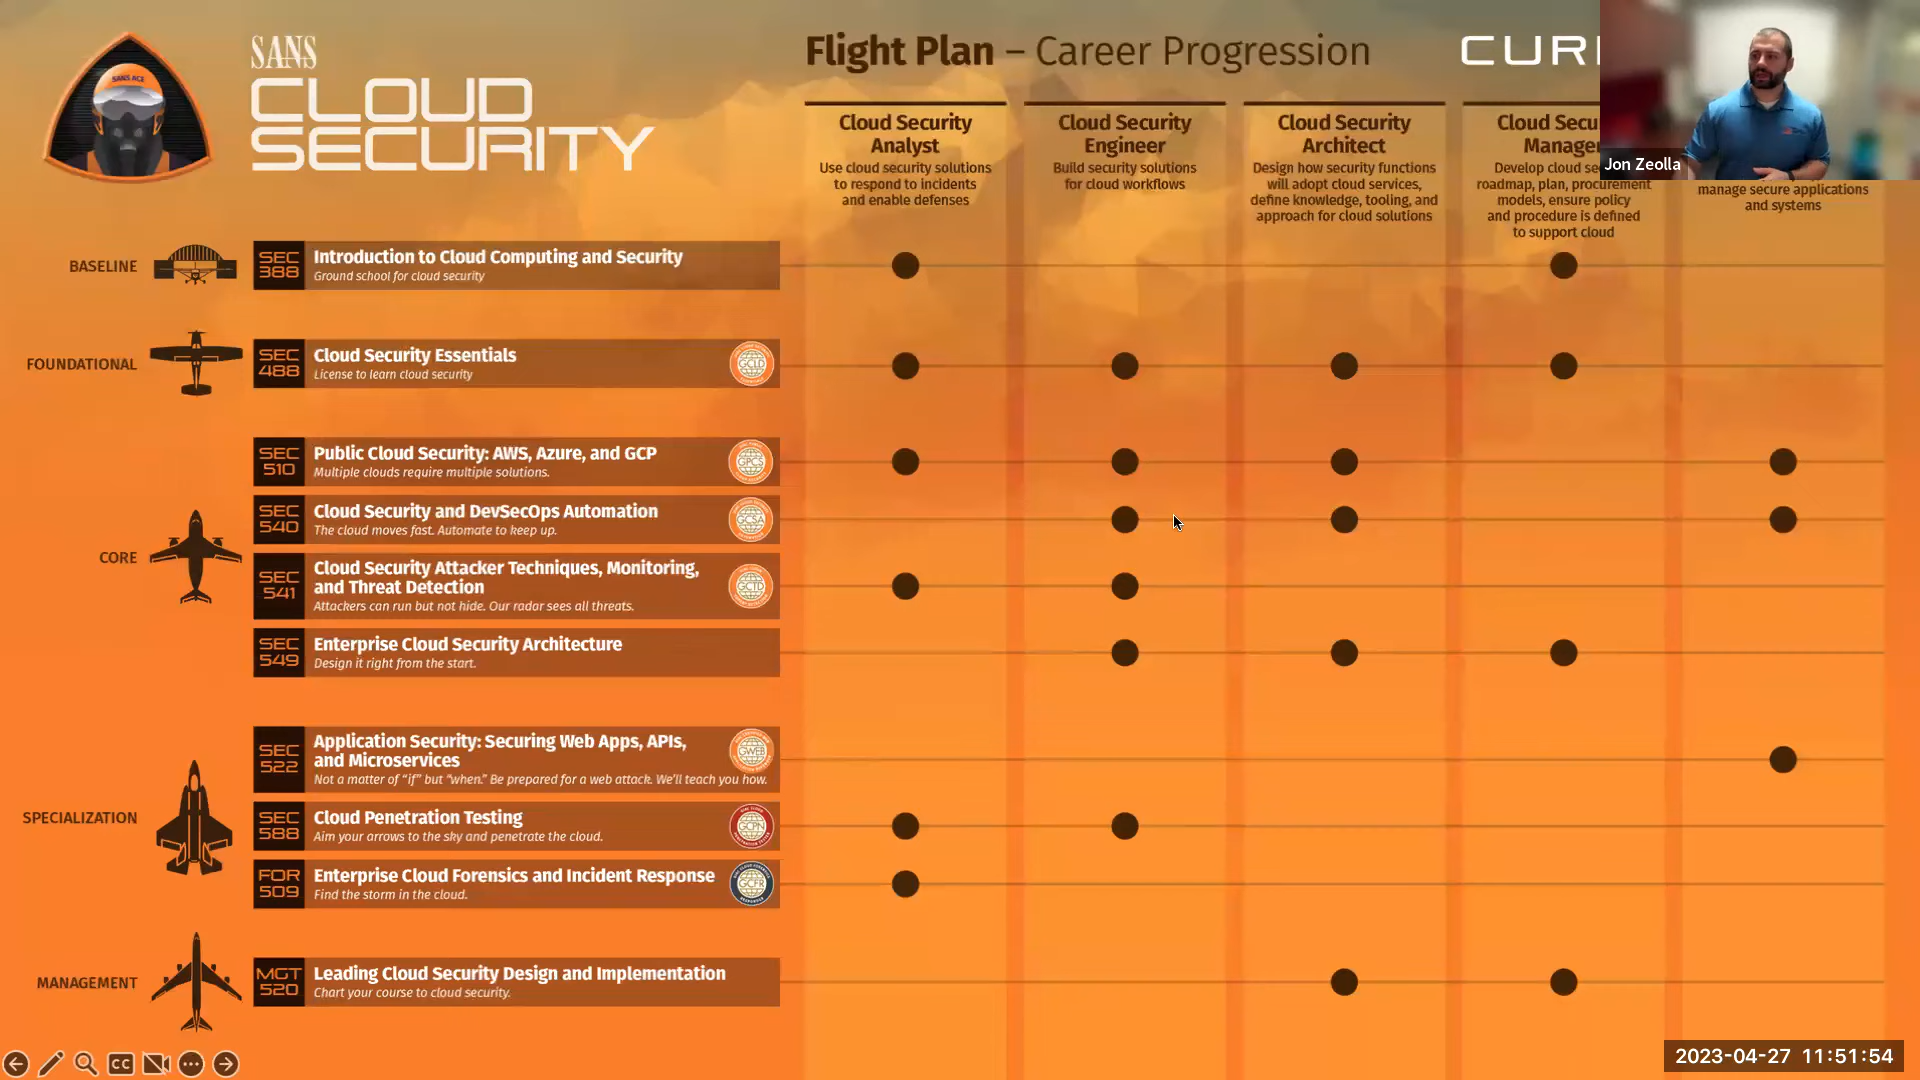 SANS
CLOUD
SECURITY
SANS ACE
Flight Plan – Career Progression
CURI
Jon Zeolla
Cloud Security
Analyst
Use cloud security solutions
to respond to incidents
and enable defenses
Cloud Security
Engineer
Build security solutions
for cloud workflows
Cloud Security
Architect
Design how security functions
will adopt cloud services,
define knowledge, tooling, and
approach for cloud solutions
Cloud Secu
Manage
Develop cloud se
roadmap, plan, procurement
models, ensure policy
and procedure is defined
to support cloud
manage secure applications
and systems
BASELINE
SEC
388
Introduction to Cloud Computing and Security
Ground school for cloud security
FOUNDATIONAL
SEC
488
Cloud Security Essentials
License to learn cloud security
GCLD
CORE
SEC
510
Public Cloud Security: AWS, Azure, and GCP
Multiple clouds require multiple solutions.
GPCS
SEC
540
Cloud Security and DevSecOps Automation
The cloud moves fast. Automate to keep up.
GCSA
SEC
541
Cloud Security Attacker Techniques, Monitoring,
and Threat Detection
Attackers can run but not hide. Our radar sees all threats.
GCTD
SEC
549
Enterprise Cloud Security Architecture
Design it right from the start.
SPECIALIZATION
SEC
522
Application Security: Securing Web Apps, APIs,
and Microservices
Not a matter of “if” but “when.” Be prepared for a web attack. We’ll teach you how.
GWEB
SEC
588
Cloud Penetration Testing
Aim your arrows to the sky and penetrate the cloud.
GCPN
FOR
509
Enterprise Cloud Forensics and Incident Response
Find the storm in the cloud.
GCFR
MANAGEMENT
MGT
520
Leading Cloud Security Design and Implementation
Chart your course to cloud security.
CC
2023-04-27 11:51:54